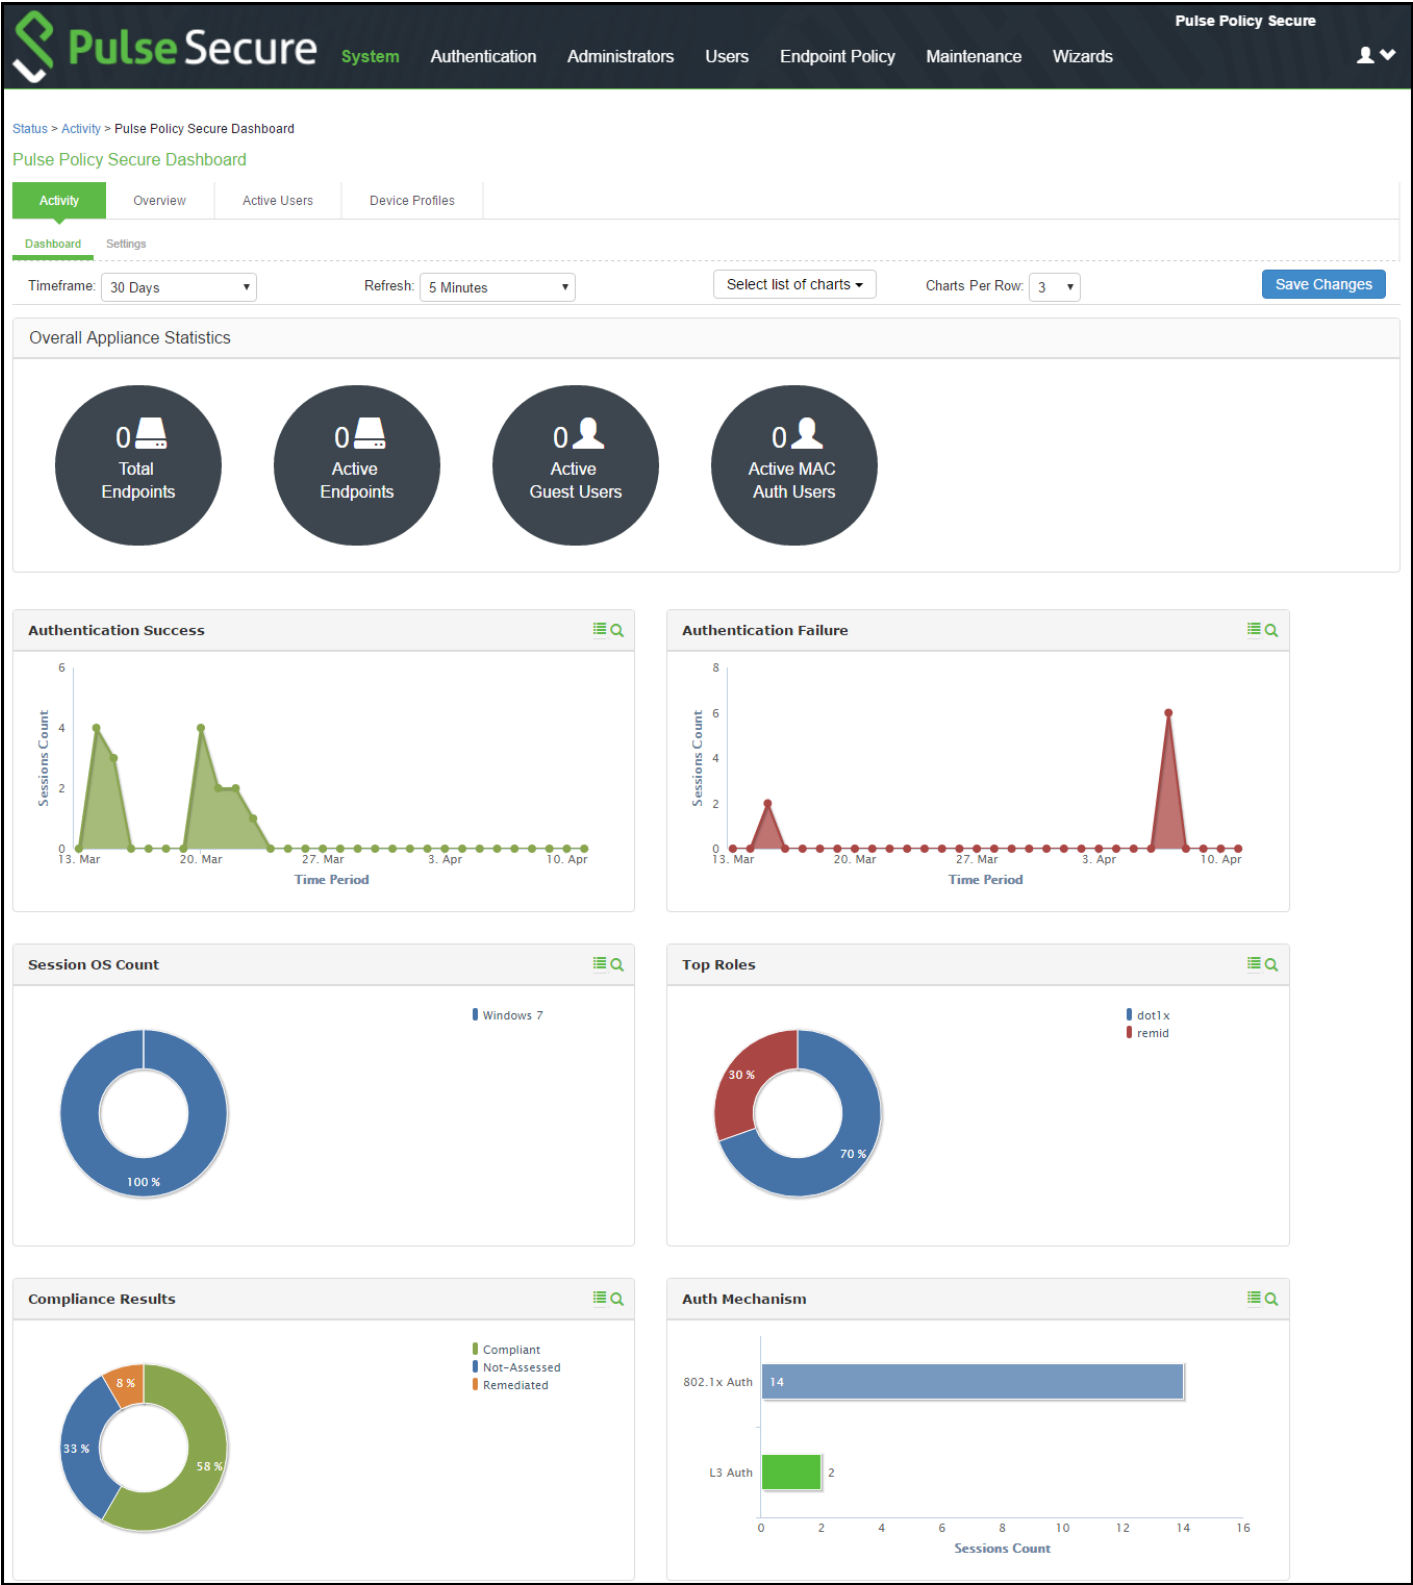 Pulse Policy Secure
Pulse Secure System Authentication Administrators Users Endpoint Policy Maintenance Wizards
Status > Activity > Pulse Policy Secure Dashboard
Pulse Policy Secure Dashboard
Activity Overview Active Users Device Profiles
Dashboard Settings
Timeframe: 30 Days Refresh: 5 Minutes Select list of charts Charts Per Row: 3 Save Changes
Overall Appliance Statistics
0 Total Endpoints
0 Active Endpoints
0 Active Guest Users
0 Active MAC Auth Users
Authentication Success
6
4
2
0
Sessions Count
13. Mar 20. Mar 27. Mar 3. Apr 10. Apr
Time Period
Authentication Failure
8
6
4
2
0
Sessions Count
13. Mar 20. Mar 27. Mar 3. Apr 10. Apr
Time Period
Session OS Count
Windows 7
100 %
Top Roles
dot1x
remid
30 %
70 %
Compliance Results
Compliant
Not-Assessed
Remediated
8 %
33 %
58 %
Auth Mechanism
802.1x Auth 14
L3 Auth 2
0 2 4 6 8 10 12 14 16
Sessions Count